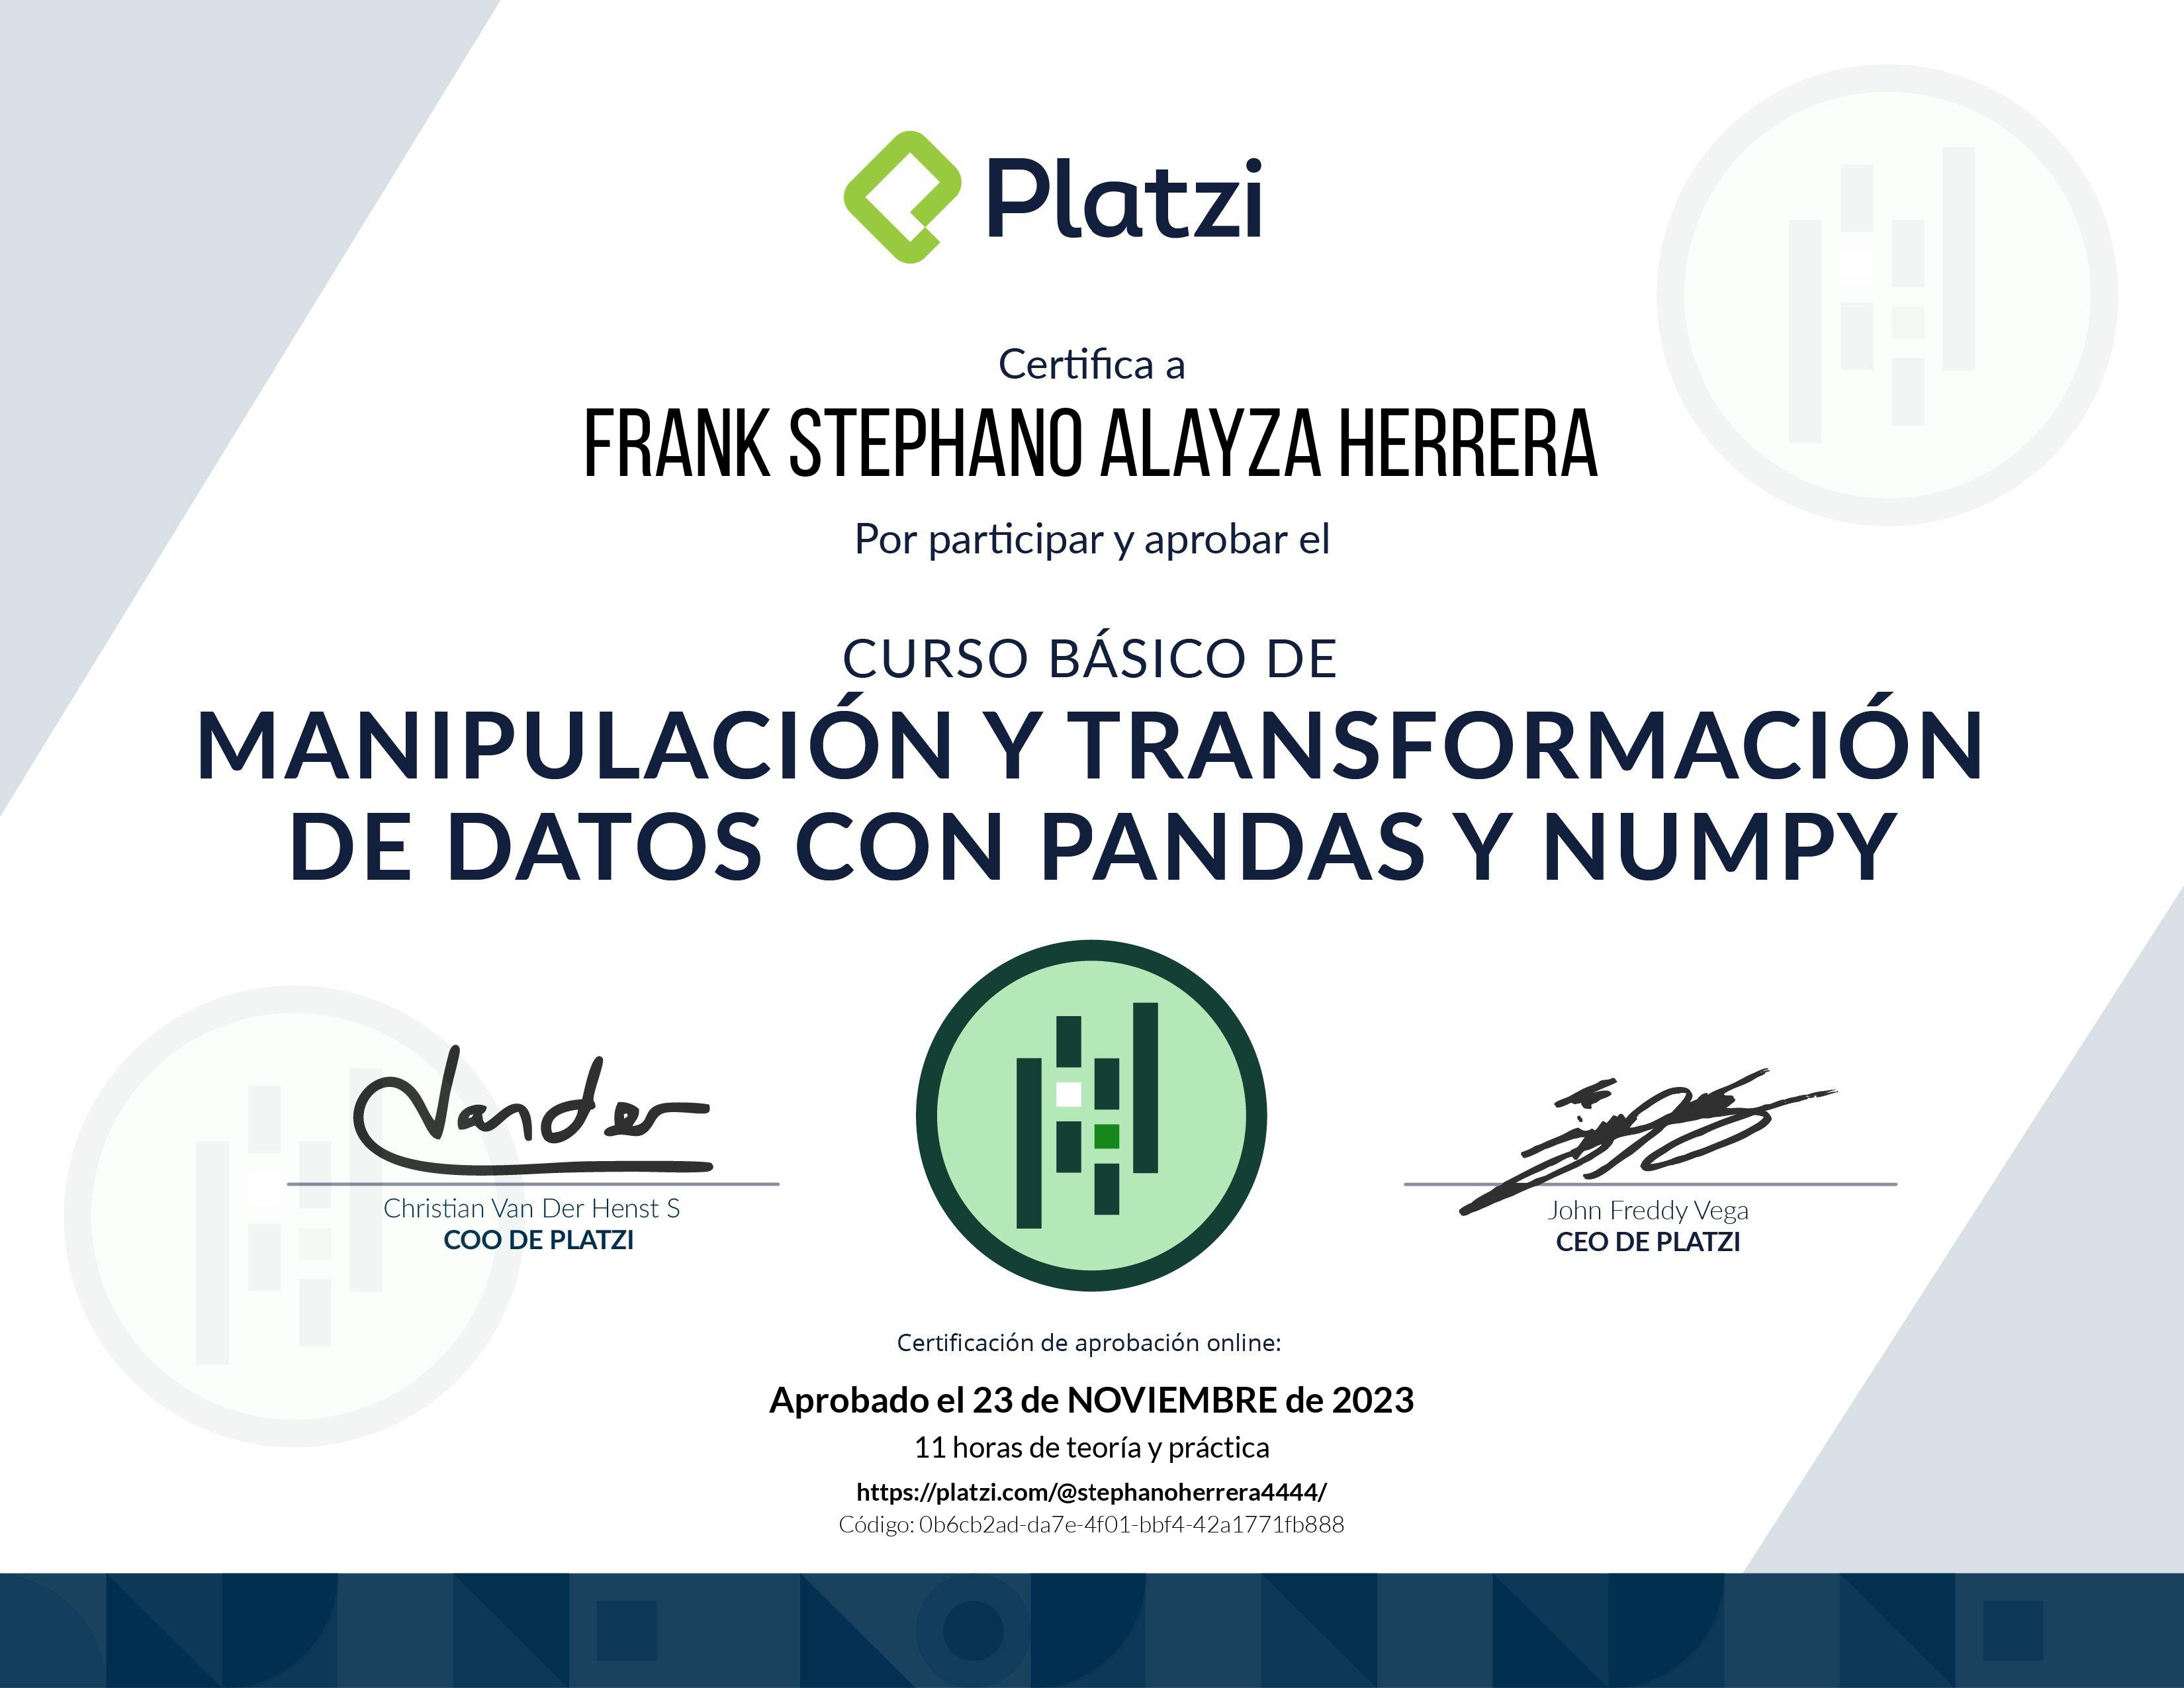 Platzi
Certifica a
FRANK STEPHANO ALAYZA HERRERA
Por participar y aprobar el
CURSO BÁSICO DE
MANIPULACIÓN Y TRANSFORMACIÓN
DE DATOS CON PANDAS Y NUMPY
Vander
Christian Van Der Henst S
COO DE PLATZI
John Freddy Vega
CEO DE PLATZI
Certificación de aprobación online:
Aprobado el 23 de NOVIEMBRE de 2023
11 horas de teoría y práctica
https://platzi.com/@stephanoherrera4444/
Código: 0b6cb2ad-da7e-4f01-bbf4-42a1771fb888